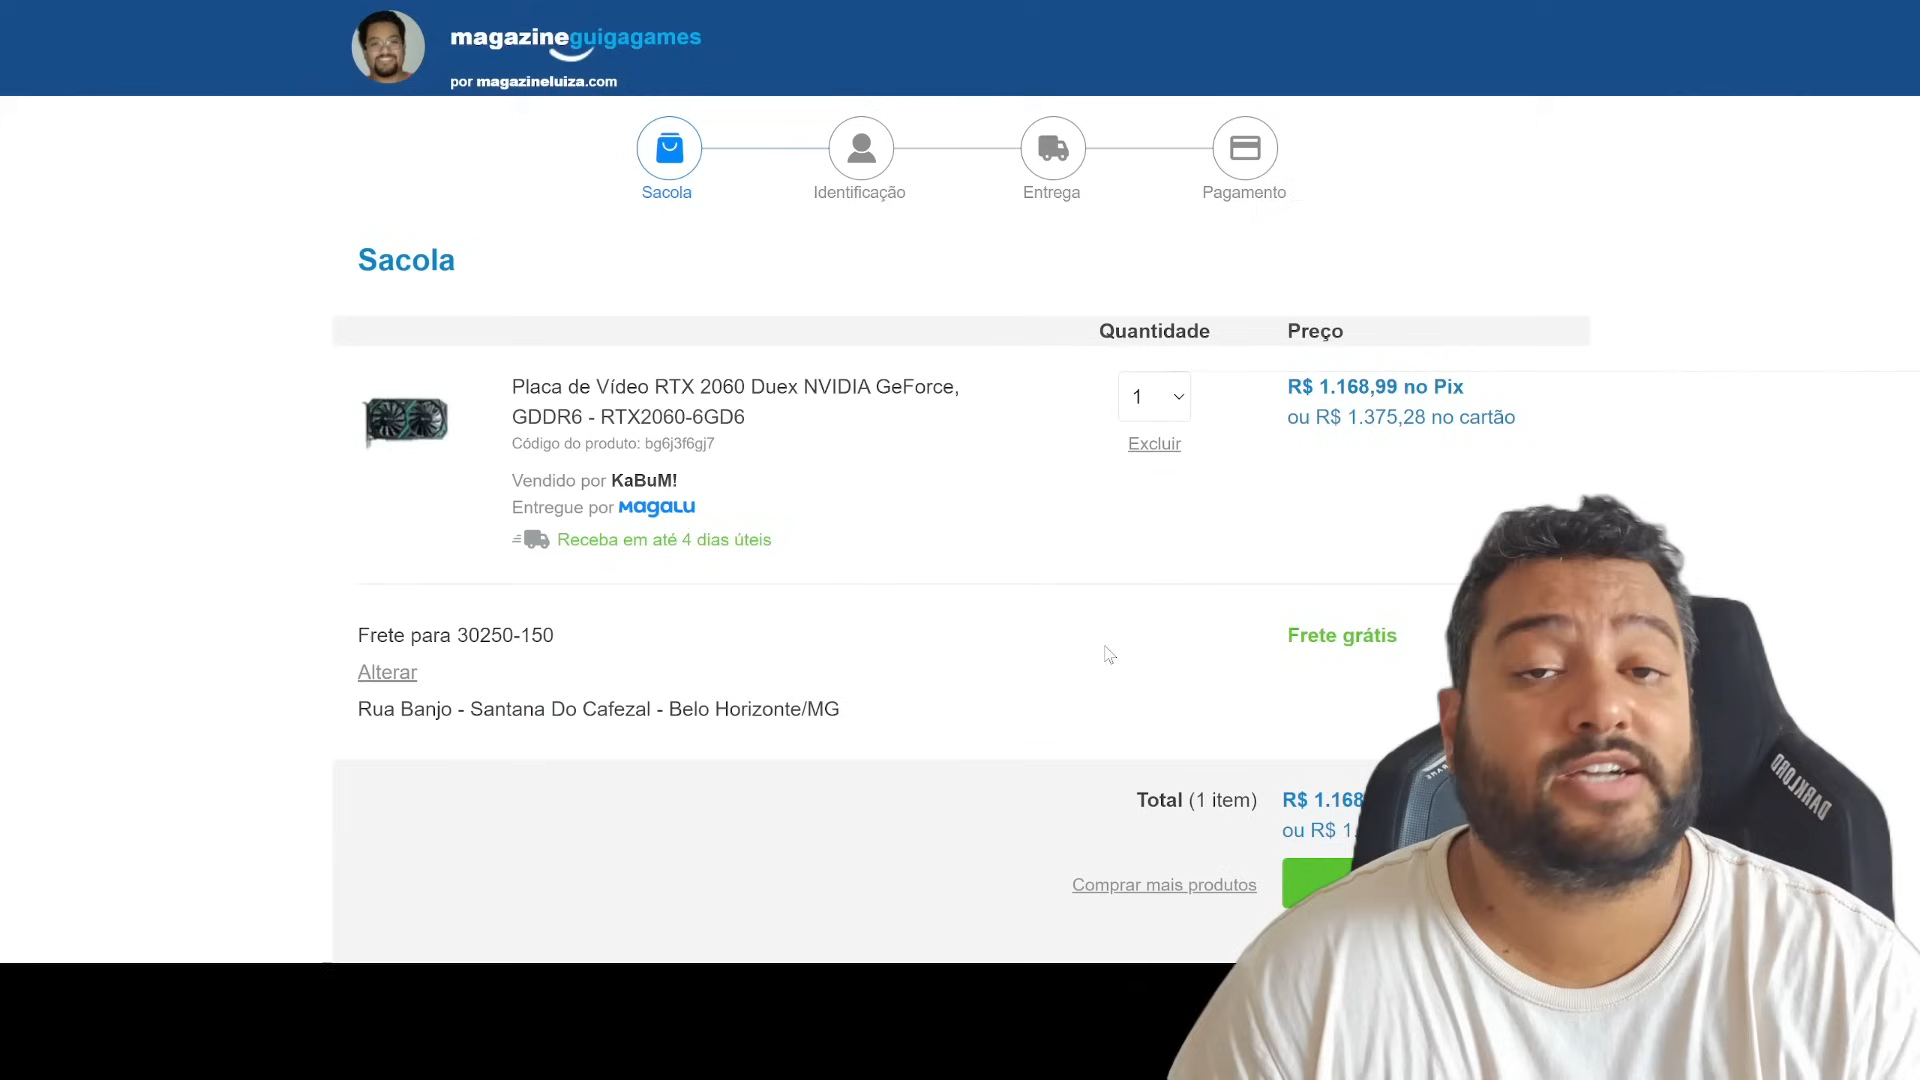 magazineguigagames
por magazineluiza.com
Sacola
Identificação
Entrega
Pagamento
Sacola
Quantidade
Preço
Placa de Vídeo RTX 2060 Duex NVIDIA GeForce,
GDDR6 - RTX2060-6GD6
Código do produto: bg6j3f6gj7
Vendido por KaBuM!
Entregue por Magalu
Receba em até 4 dias úteis
1
Excluir
R$ 1.168,99 no Pix
ou R$ 1.375,28 no cartão
Frete para 30250-150
Frete grátis
Alterar
Rua Banjo - Santana Do Cafezal - Belo Horizonte/MG
Total (1 item)
R$ 1.168
ou R$ 1.
Comprar mais produtos
DARKLORD